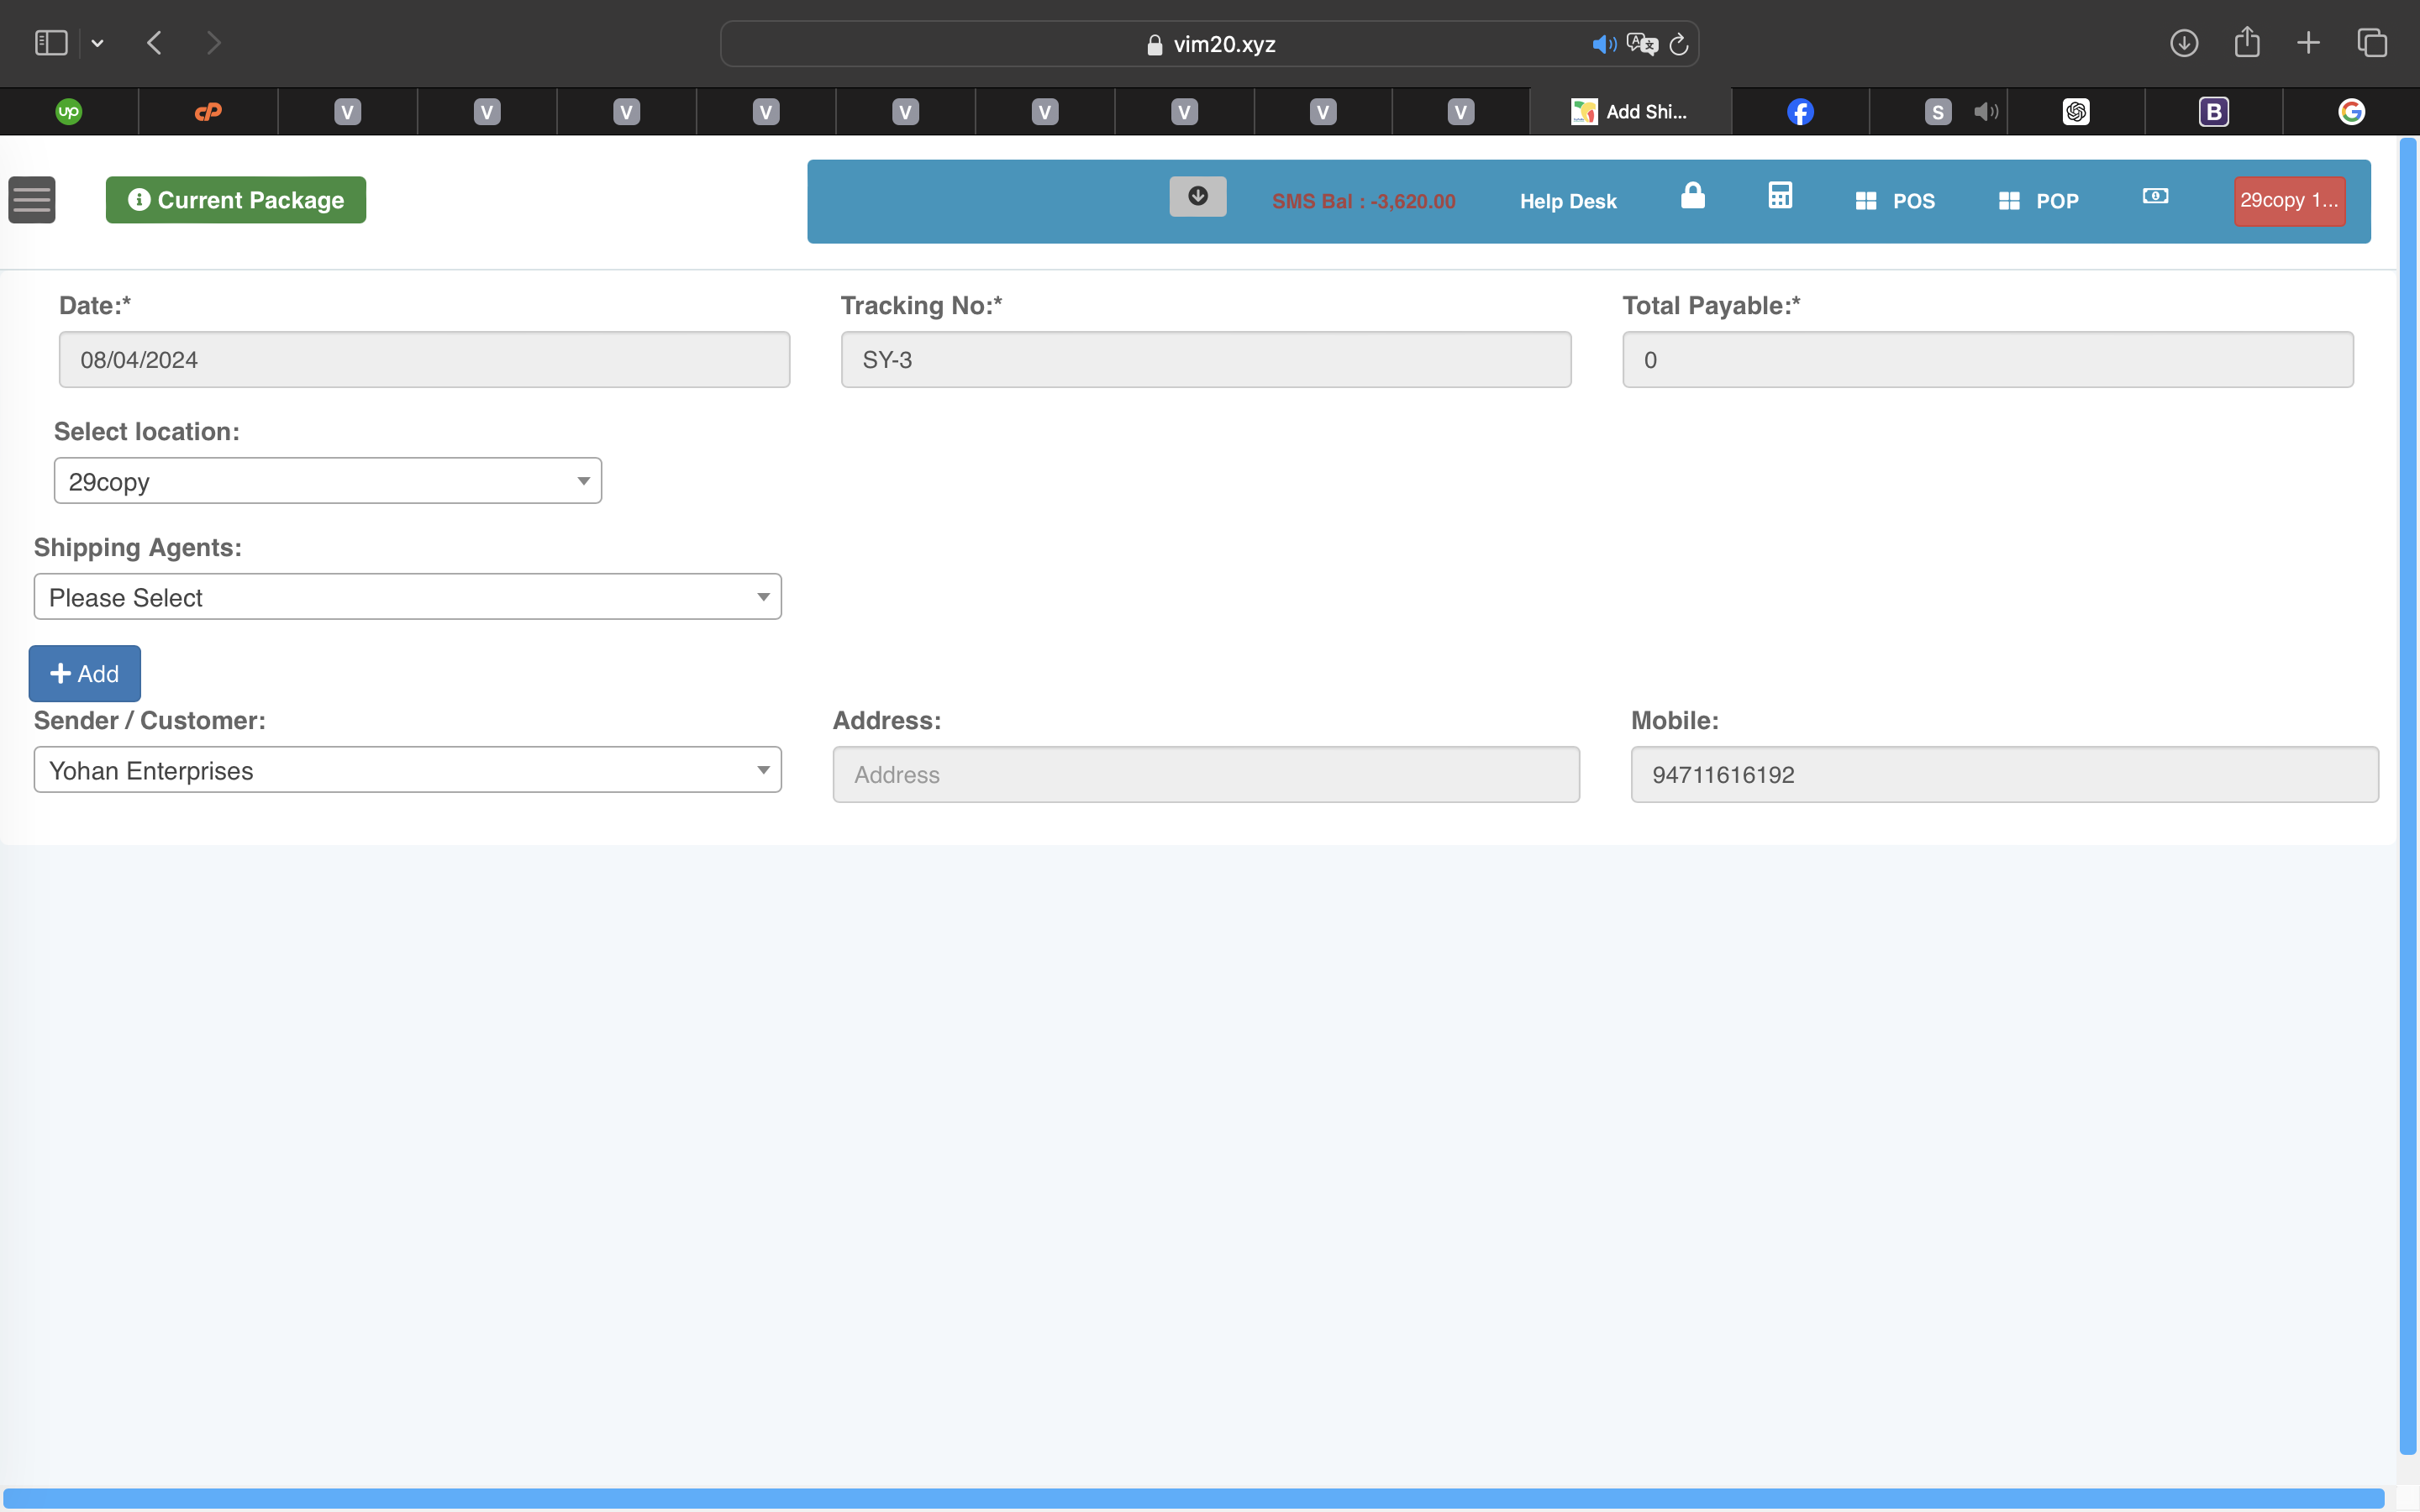 vim20.xyz
up cP V V V V V V V V V Add Shi... f S B G
Current Package
SMS Bal : -3,620.00 Help Desk POS POP 29copy 1...
Date:* Tracking No:* Total Payable:*
08/04/2024 SY-3 0
Select location:
29copy
Shipping Agents:
Please Select
Add
Sender / Customer: Address: Mobile:
Yohan Enterprises Address 94711616192